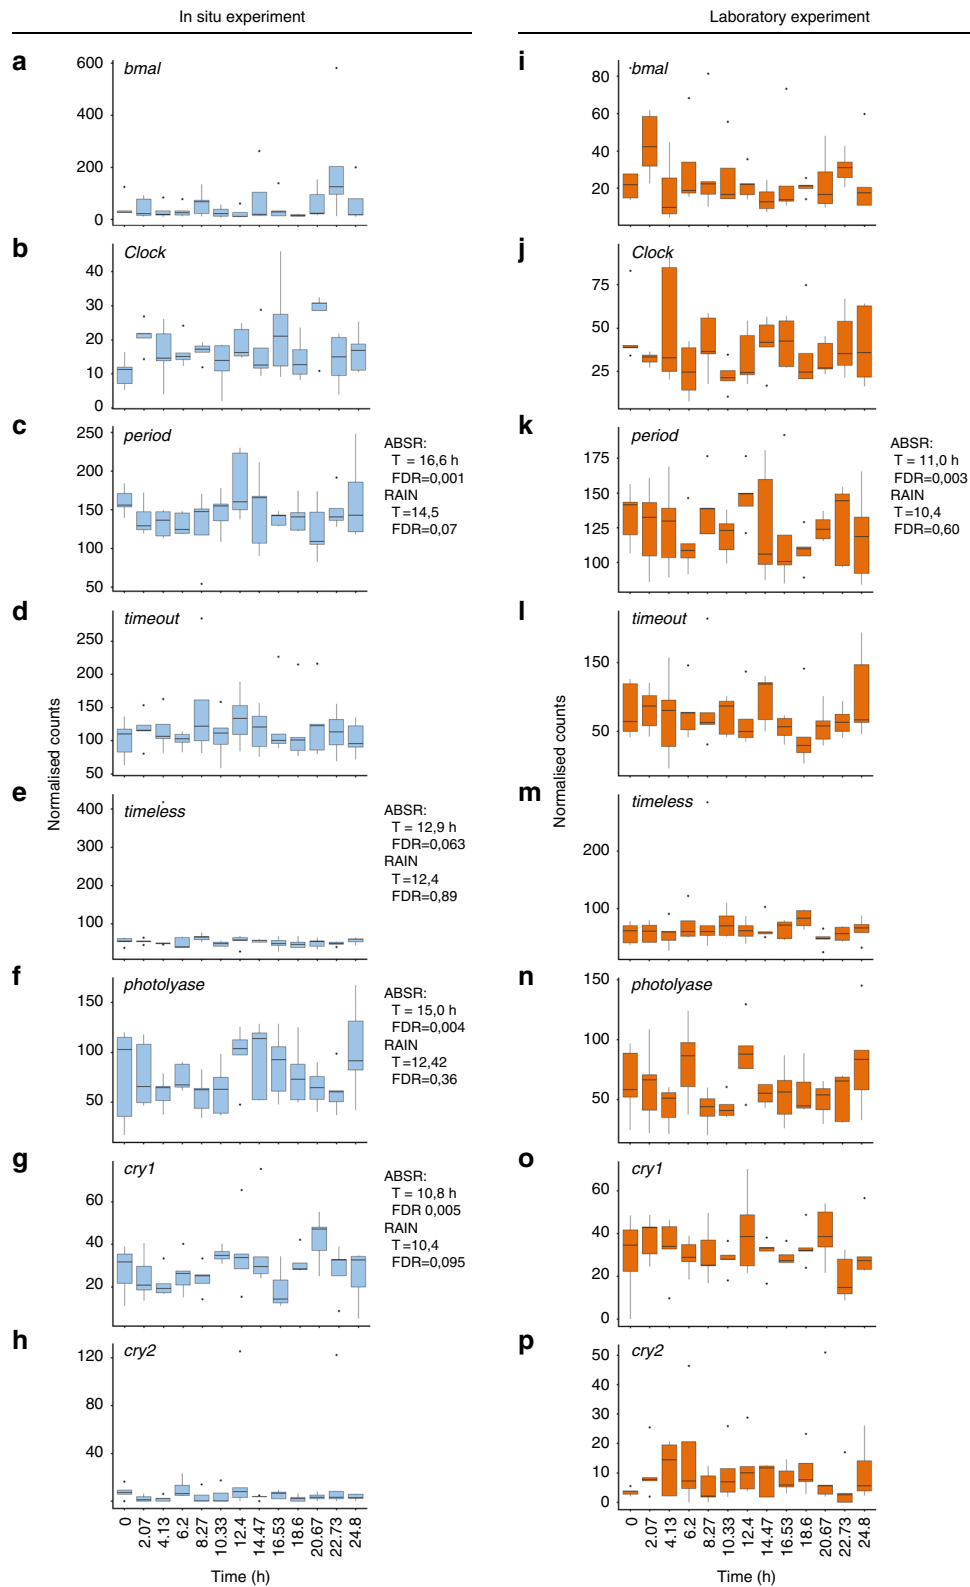 In situ experiment
Laboratory experiment
a
bmal
600
400
200
0
b
Clock
40
30
20
10
0
c
period
250
200
150
100
50
ABSR:
T = 16,6 h
FDR=0,001
RAIN
T=14,5
FDR=0,07
d
timeout
250
200
150
100
50
e
timeless
400
300
200
100
ABSR:
T = 12,9 h
FDR=0,063
RAIN
T=12,4
FDR=0,89
f
photolyase
150
100
50
ABSR:
T = 15,0 h
FDR=0,004
RAIN
T=12,42
FDR=0,36
g
cry1
60
40
20
ABSR:
T = 10,8 h
FDR 0,005
RAIN
T=10,4
FDR=0,095
h
cry2
120
80
40
Normalised counts
0 2.07 4.13 6.2 8.27 10.33 12.4 14.47 16.53 18.6 20.67 22.73 24.8
Time (h)
i
bmal
80
60
40
20
j
Clock
75
50
25
k
period
175
150
125
100
ABSR:
T = 11,0 h
FDR=0,003
RAIN
T=10,4
FDR=0,60
l
timeout
150
50
m
timeless
200
100
n
photolyase
150
100
50
o
cry1
60
40
20
0
p
cry2
50
40
30
20
10
0
Normalised counts
0 2.07 4.13 6.2 8.27 10.33 12.4 14.47 16.53 18.6 20.67 22.73 24.8
Time (h)